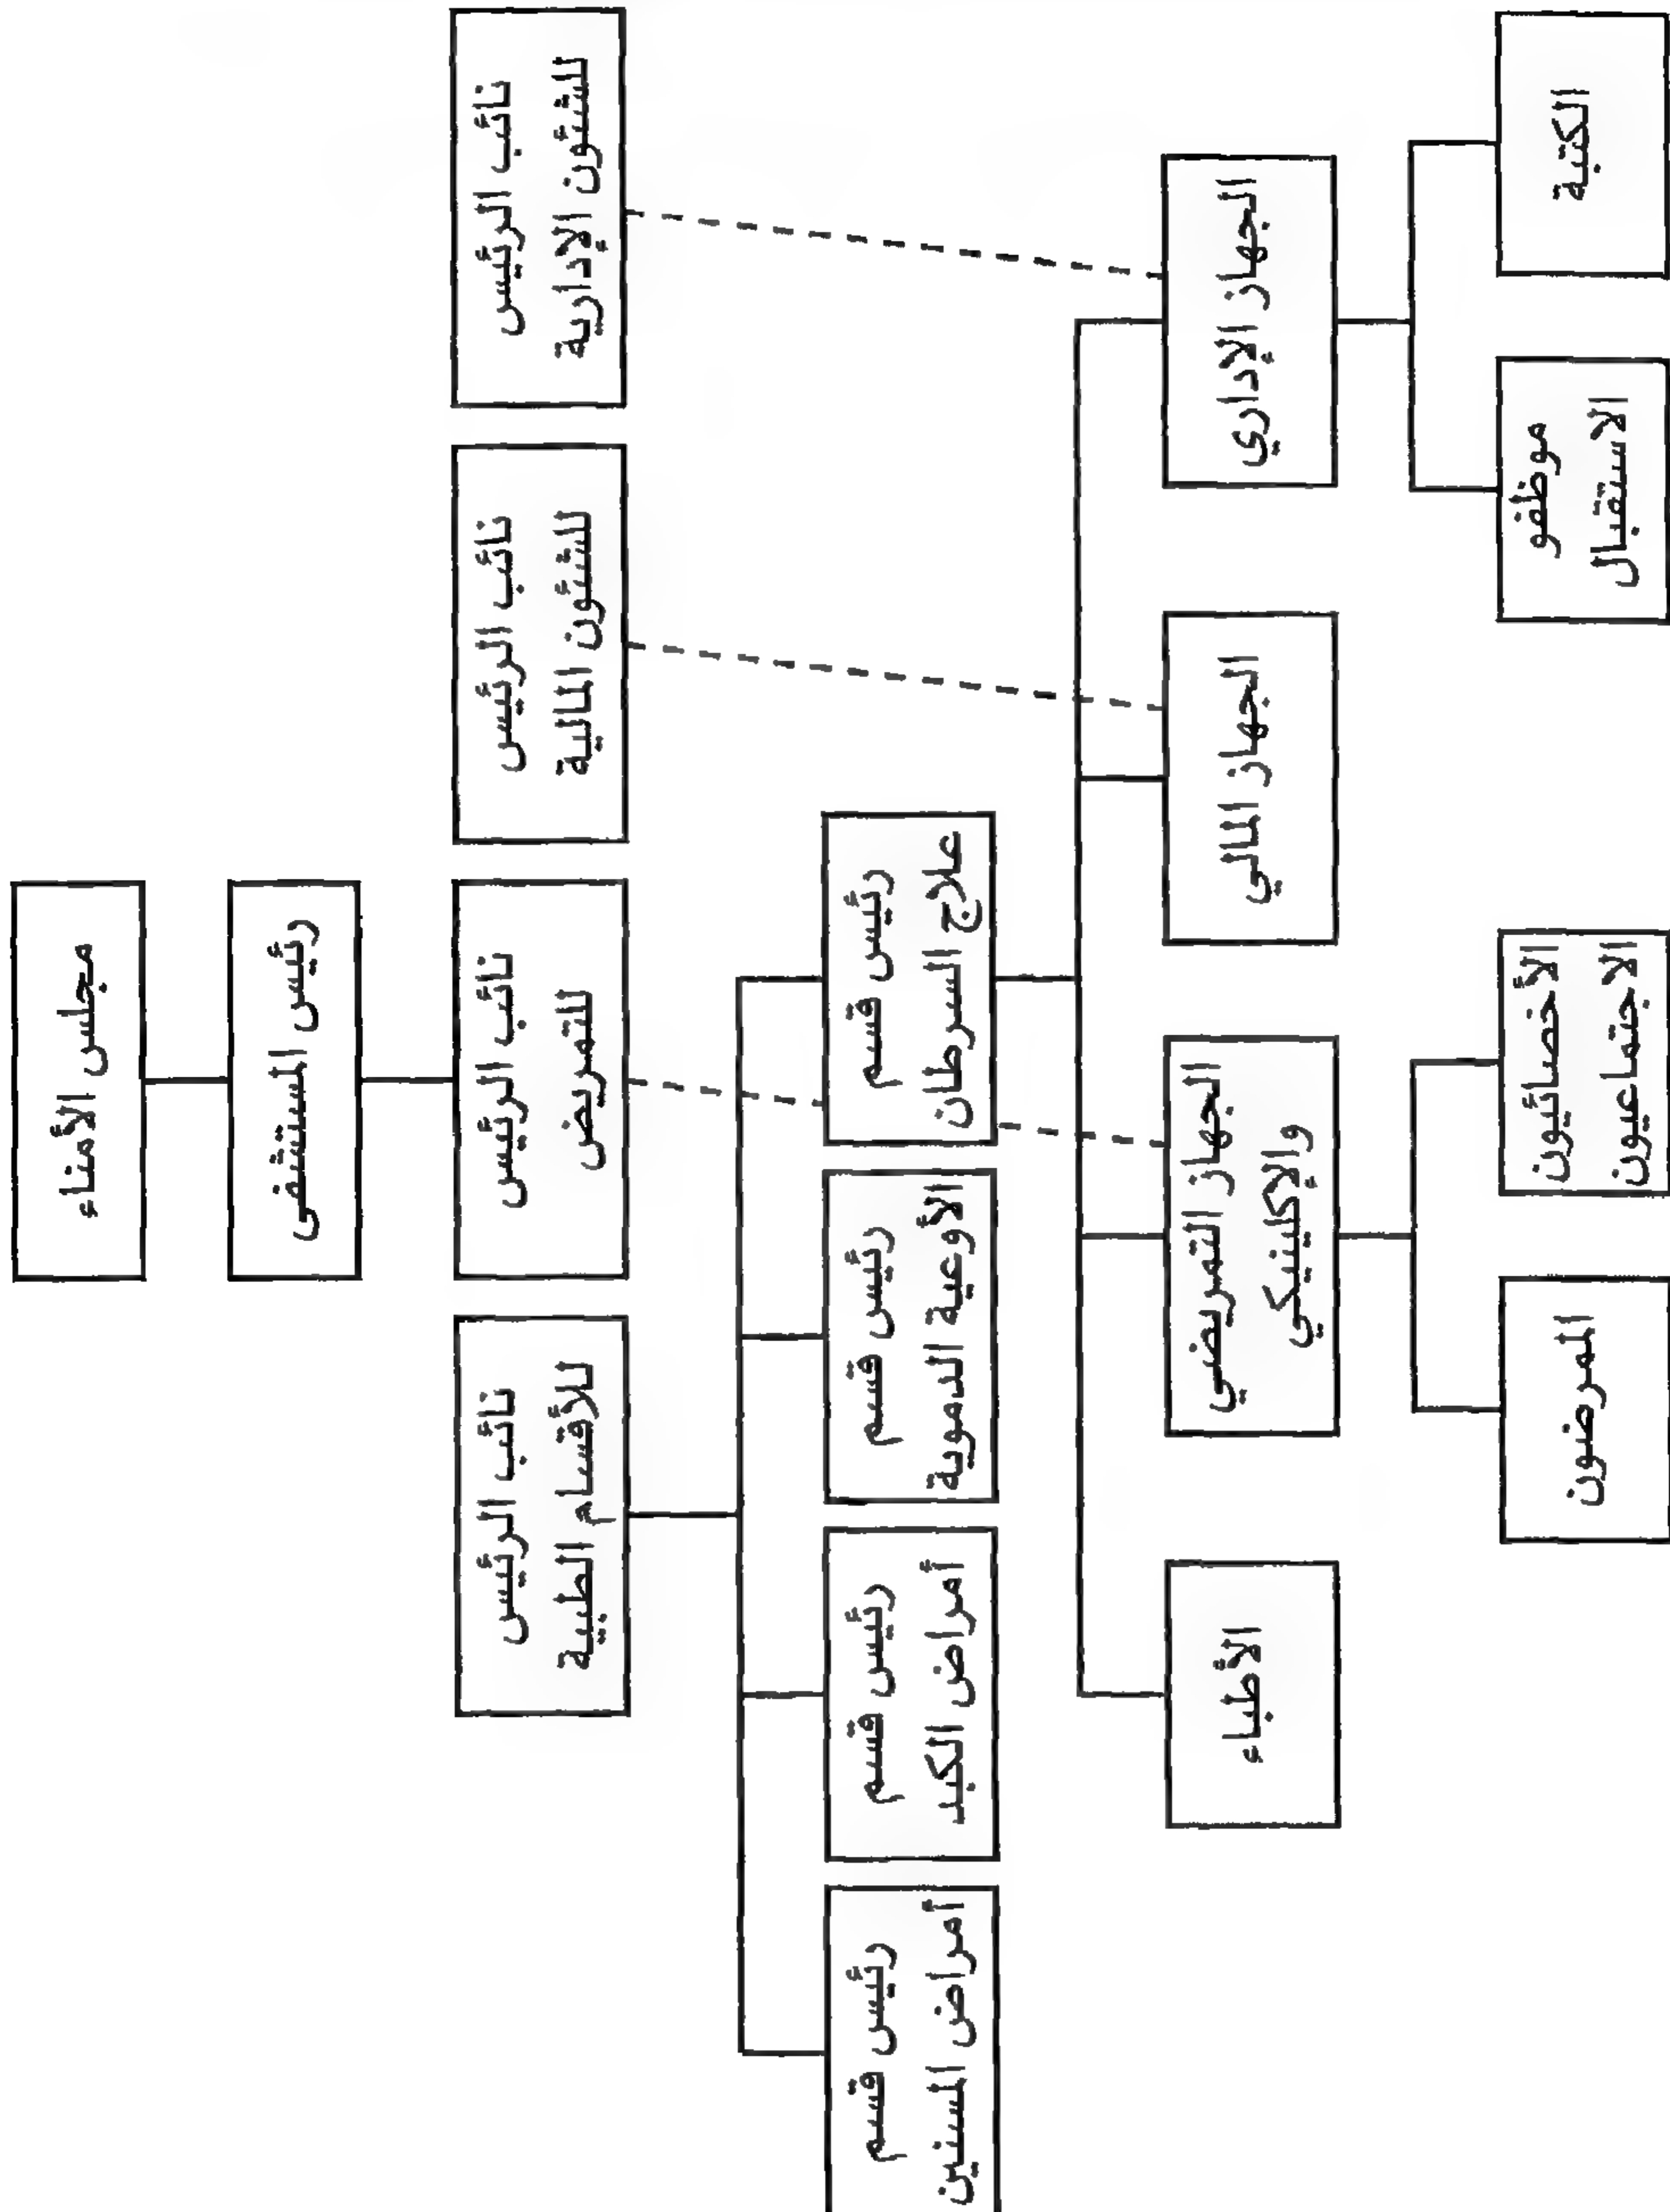 مجلس الأمناء
رئيس المستشفى
نائب الرئيس
للشئون الإدارية
نائب الرئيس
للشئون المالية
نائب الرئيس
للتمريض
نائب الرئيس
للأقسام الطبية
رئيس قسم
علاج السرطان
رئيس قسم
الأوعية الدموية
رئيس قسم
أمراض الكبد
رئيس قسم
أمراض المسنين
الجهاز الإداري
الجهاز المالي
الجهاز التمريضي
والإكلينيكي
الأطباء
الكتبة
موظفو
الاستقبال
الأخصائيون
الاجتماعيون
الممرضون